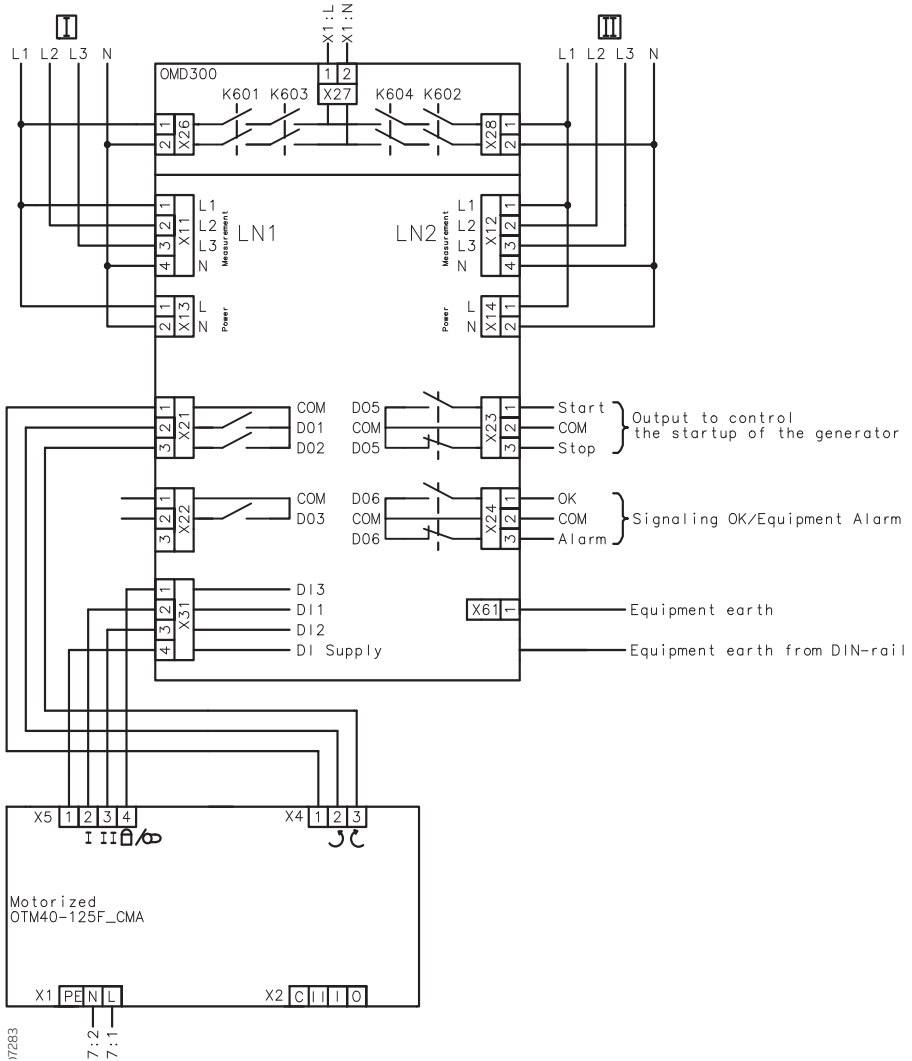 I
II
X1:L
X1:N
L1 L2 L3 N
L1 L2 L3 N
OMD300
1 2
X27
K601 K603 K604 K602
1
2
X26
X28
1
2
1
2
3
4
X11
L1
L2
L3
N
Measurement
LN1
LN2
Measurement
L1
L2
L3
N
X12
1
2
3
4
1
2
X13
L
N
Power
Power
L
N
X14
1
2
1
2
3
X21
COM
DO1
DO2
DO5
COM
DO5
X23
1
2
3
Start
COM
Stop
Output to control
the startup of the generator
1
2
3
X22
COM
DO3
DO6
COM
DO6
X24
1
2
3
OK
COM
Alarm
Signaling OK/Equipment Alarm
1
2
3
4
X31
DI3
DI1
DI2
DI Supply
X61 1
Equipment earth
Equipment earth from DIN-rail
X5 1 2 3 4
I II
X4 1 2 3
Motorized
OTM40-125F_CMA
X1 PE N L
X2 C II I O
7:2
7:1
07283